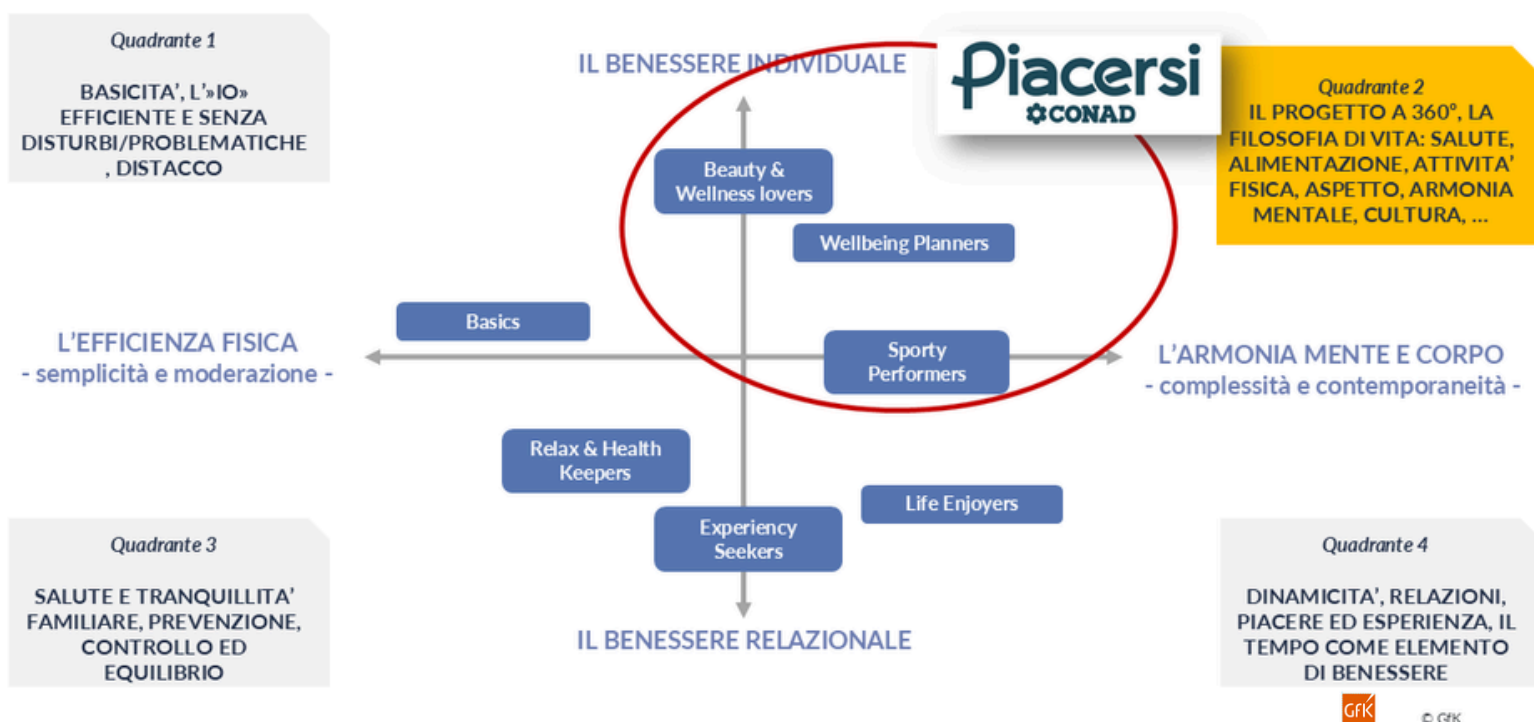 Quadrante 1
BASICITA', L'»IO»
EFFICIENTE E SENZA
DISTURBI/PROBLEMATICHE
, DISTACCO
IL BENESSERE INDIVIDUALE
Piacersi
CONAD
Quadrante 2
IL PROGETTO A 360°, LA
FILOSOFIA DI VITA: SALUTE,
ALIMENTAZIONE, ATTIVITA'
FISICA, ASPETTO, ARMONIA
MENTALE, CULTURA, ...
Beauty &
Wellness lovers
Wellbeing Planners
Basics
L'EFFICIENZA FISICA
- semplicità e moderazione -
Sporty
Performers
L'ARMONIA MENTE E CORPO
- complessità e contemporaneità -
Relax & Health
Keepers
Life Enjoyers
Experiency
Seekers
Quadrante 3
SALUTE E TRANQUILLITA'
FAMILIARE, PREVENZIONE,
CONTROLLO ED
EQUILIBRIO
IL BENESSERE RELAZIONALE
Quadrante 4
DINAMICITA', RELAZIONI,
PIACERE ED ESPERIENZA, IL
TEMPO COME ELEMENTO
DI BENESSERE
GfK
© GfK